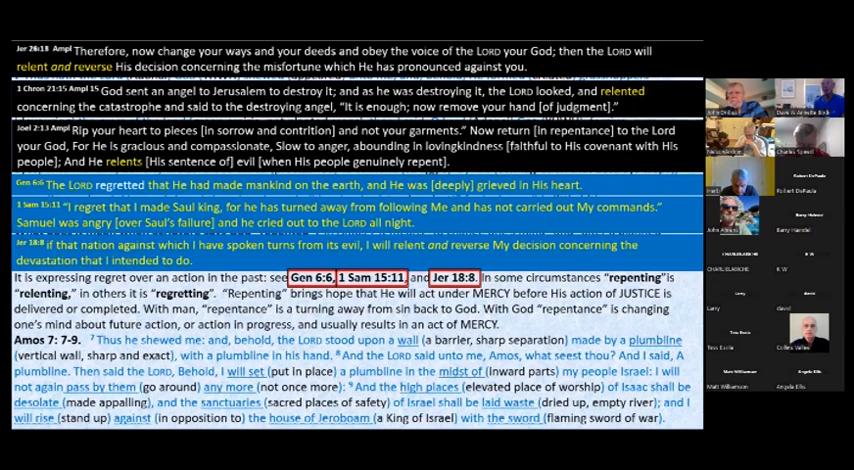 Jer 26:13 Ampl Therefore, now change your ways and your deeds and obey the voice of the LORD your God; then the LORD will
relent and reverse His decision concerning the misfortune which He has pronounced against you.
1 Chron 21:15 Ampl 15 God sent an angel to Jerusalem to destroy it; and as he was destroying it, the LORD looked, and relented
concerning the catastrophe and said to the destroying angel, “It is enough; now remove your hand [of judgment].”
Joel 2:13 Ampl Rip your heart to pieces [in sorrow and contrition] and not your garments.” Now return [in repentance] to the Lord
your God, For He is gracious and compassionate, Slow to anger, abounding in lovingkindness [faithful to His covenant with His
people]; And He relents [His sentence of] evil [when His people genuinely repent].
Gen 6:6 The LORD regretted that He had made mankind on the earth, and He was [deeply] grieved in His heart.
1 Sam 15:11 “I regret that I made Saul king, for he has turned away from following Me and has not carried out My commands.”
Samuel was angry [over Saul’s failure] and he cried out to the LORD all night.
Jer 18:8 if that nation against which I have spoken turns from its evil, I will relent and reverse My decision concerning the
devastation that I intended to do.
It is expressing regret over an action in the past: see Gen 6:6, 1 Sam 15:11, and Jer 18:8. In some circumstances “repenting” is
“relenting,” in others it is “regretting”. “Repenting” brings hope that He will act under MERCY before His action of JUSTICE is
delivered or completed. With man, “repentance” is a turning away from sin back to God. With God “repentance” is changing
one’s mind about future action, or action in progress, and usually results in an act of MERCY.
Amos 7: 7-9. 7 Thus he shewed me: and, behold, the LORD stood upon a wall (a barrier, sharp separation) made by a plumbline
(vertical wall, sharp and exact), with a plumbline in his hand. 8 And the LORD said unto me, Amos, what seest thou? And I said, A
plumbline. Then said the LORD, Behold, I will set (put in place) a plumbline in the midst of (inward parts) my people Israel: I will
not again pass by them (go around) any more (not once more): 9 And the high places (elevated place of worship) of Isaac shall be
desolate (made appalling), and the sanctuaries (sacred places of safety) of Israel shall be laid waste (dried up, empty river); and I
will rise (stand up) against (in opposition to) the house of Jeroboam (a King of Israel) with the sword (flaming sword of war).
Charles Speed
Herb
Robert DePaula
John Ahrens
Barry Haendel
K W
Larry
david
Tess Escila
Collins Valley
Matt Williamson
Angela Ellis